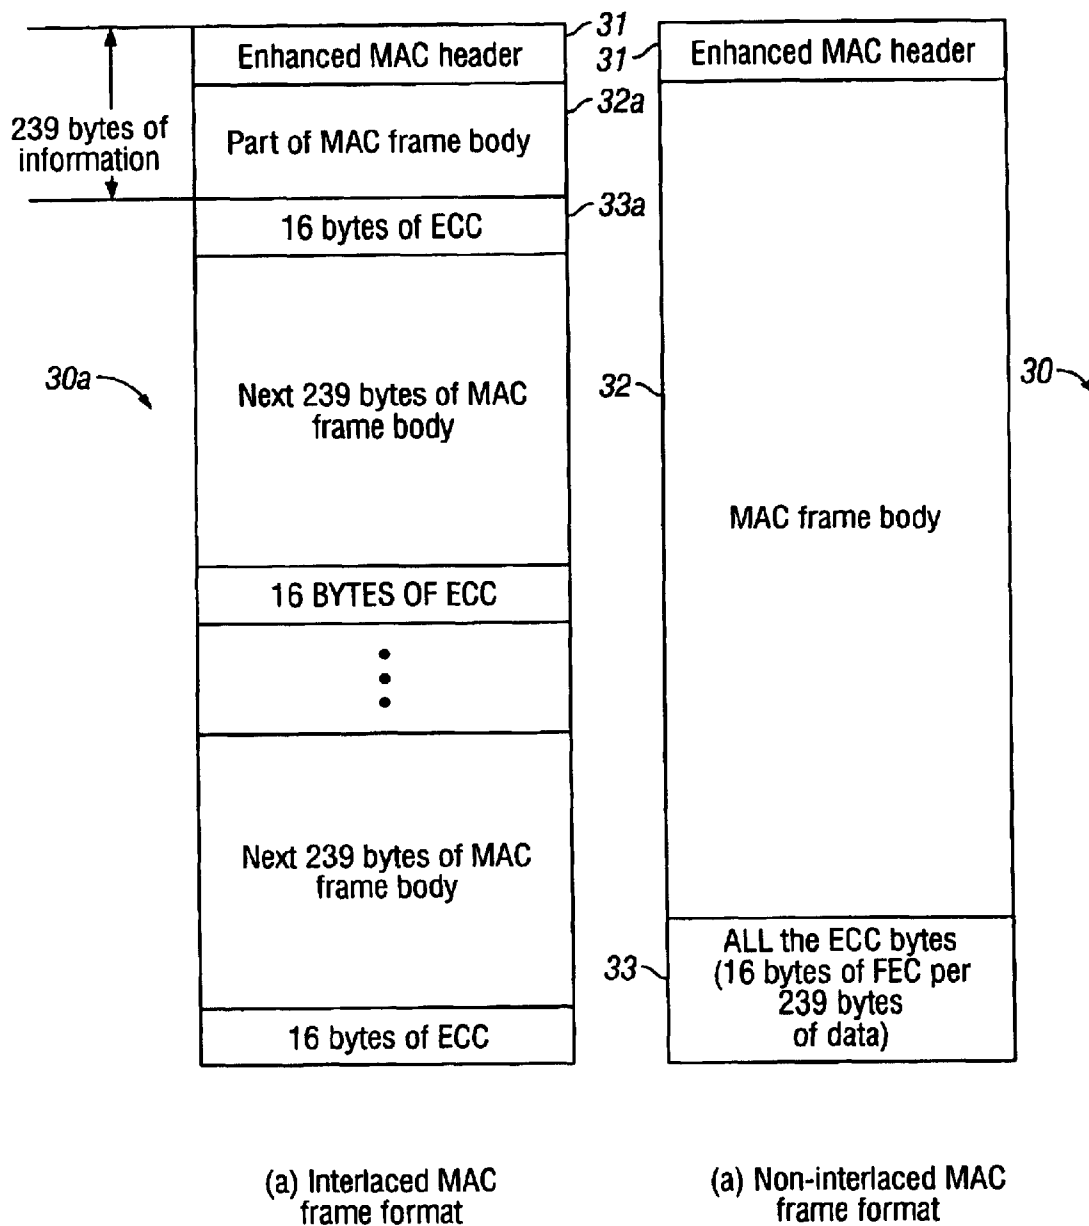 31
Enhanced MAC header
239 bytes of
information
32a
Part of MAC frame body
33a
16 bytes of ECC
30a
Next 239 bytes of MAC
frame body
16 BYTES OF ECC
Next 239 bytes of MAC
frame body
16 bytes of ECC
(a) Interlaced MAC
frame format
31
Enhanced MAC header
32
30
MAC frame body
33
ALL the ECC bytes
(16 bytes of FEC per
239 bytes
of data)
(a) Non-interlaced MAC
frame format